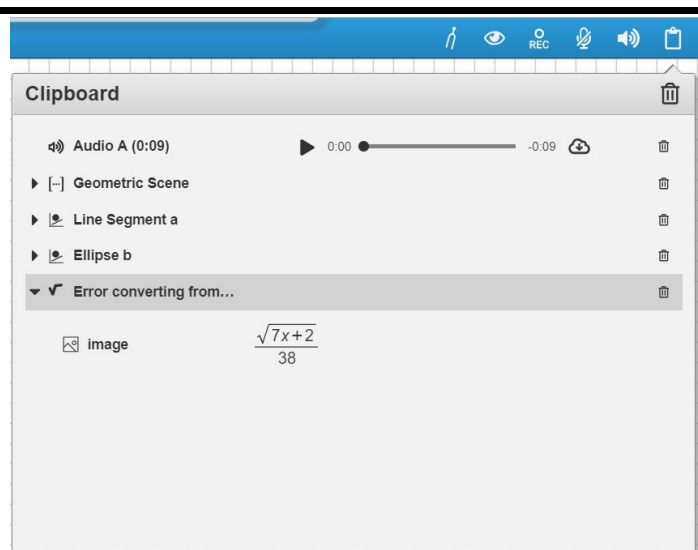 REC
Clipboard
Audio A (0:09) 0:00 -0:09
[...] Geometric Scene
Line Segment a
Ellipse b
√ Error converting from...
image √7x+2
38